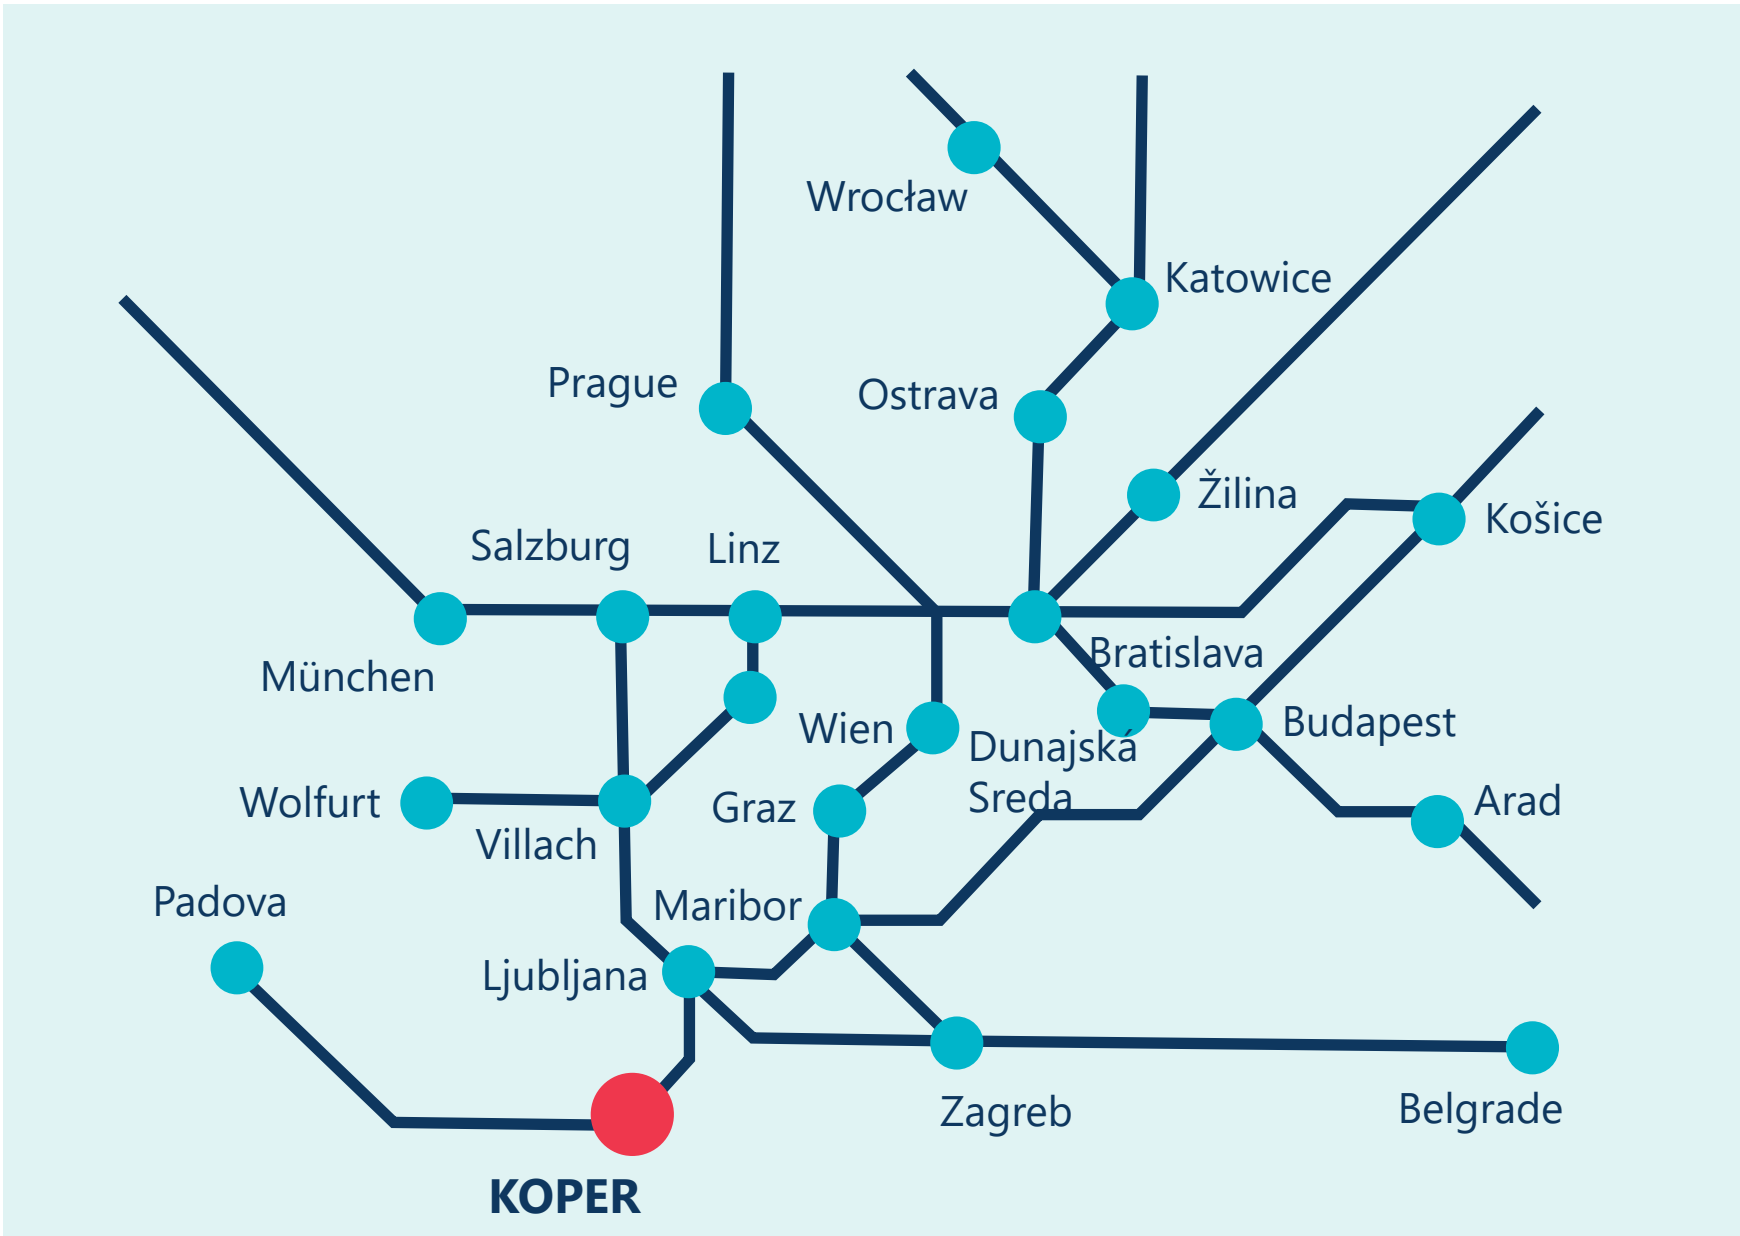 Wrocław
Katowice
Prague
Ostrava
Žilina
Košice
Salzburg
Linz
München
Bratislava
Wien
Dunajská
Sreda
Budapest
Wolfurt
Villach
Graz
Arad
Padova
Maribor
Ljubljana
Zagreb
Belgrade
KOPER